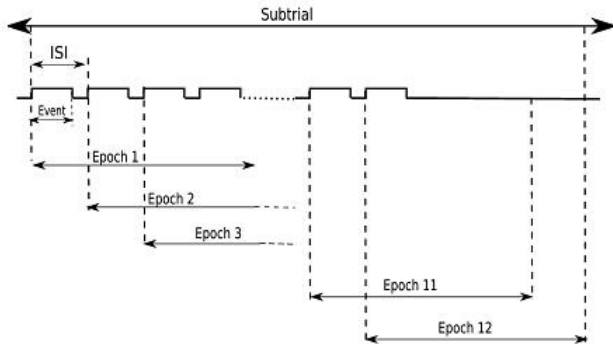 Subtrial
ISI
Event
Epoch 1
Epoch 2
Epoch 3
Epoch 11
Epoch 12